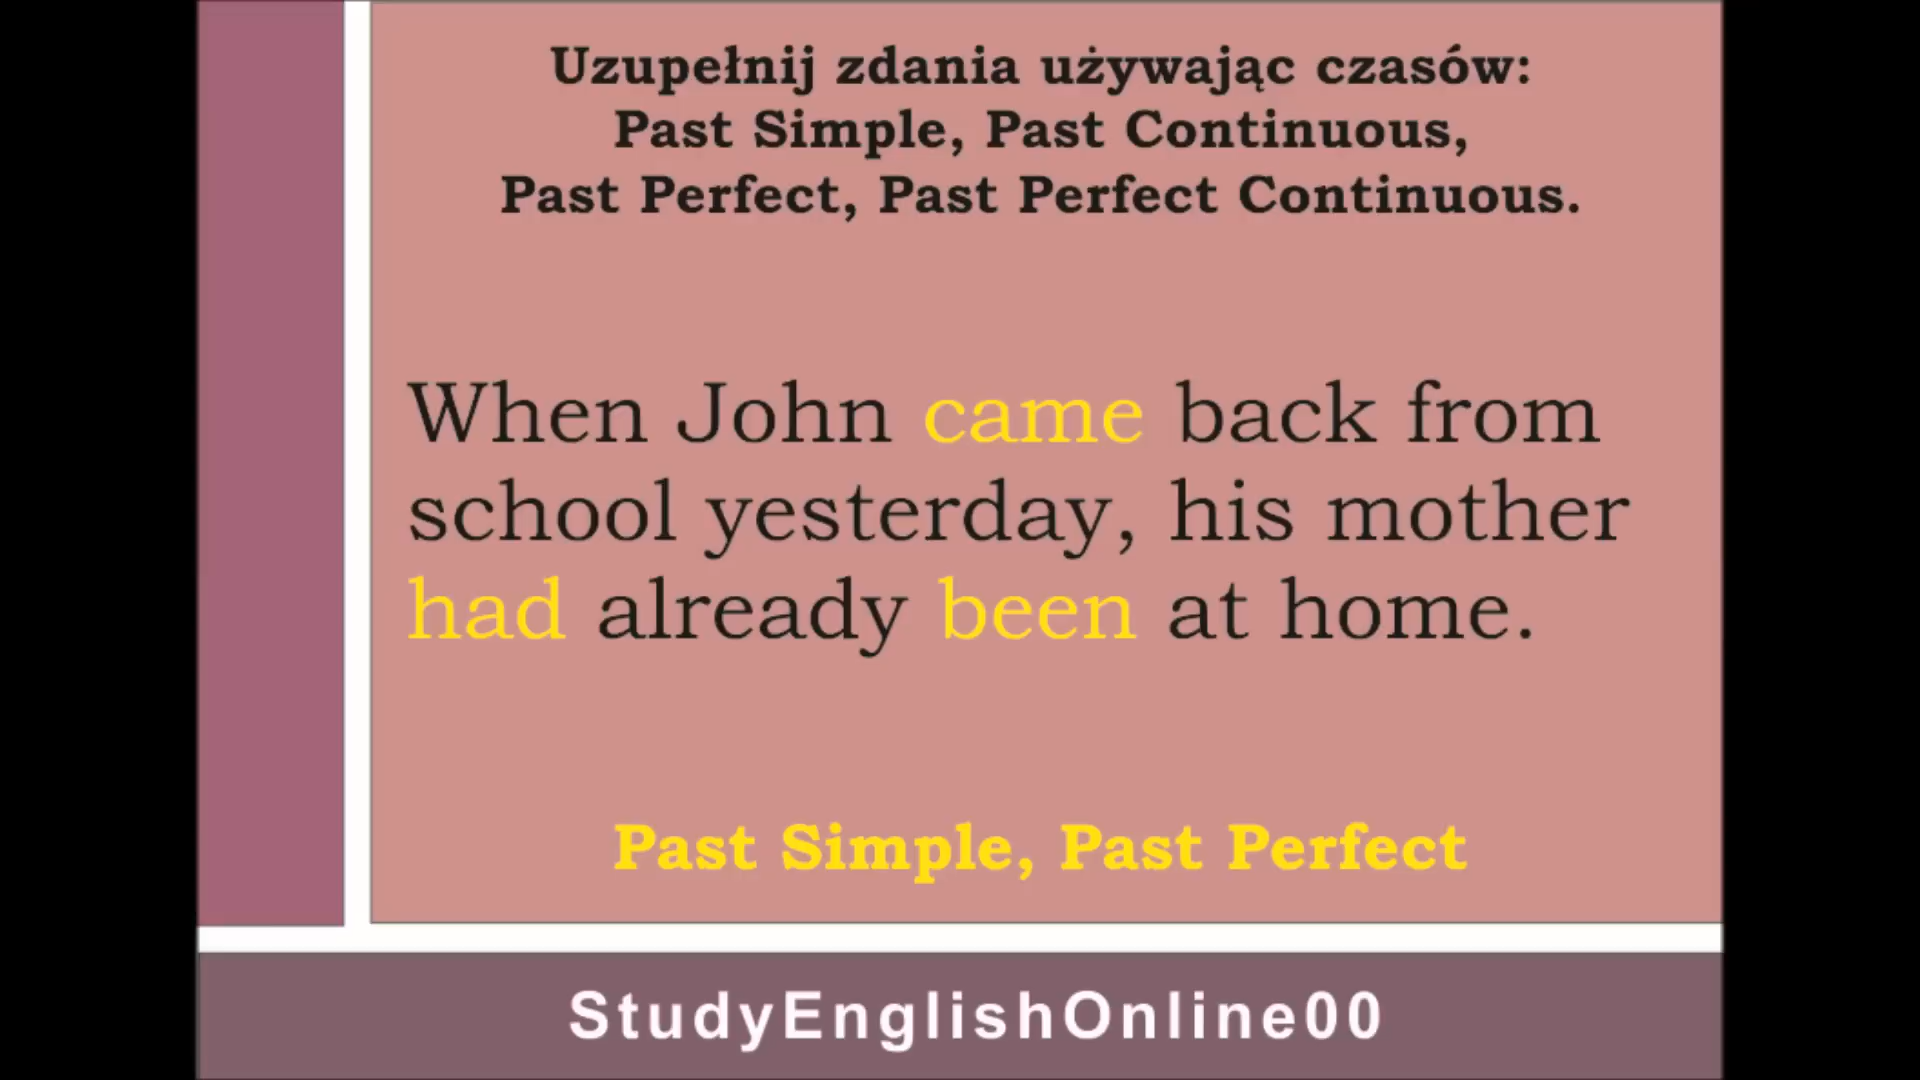 Uzupełnij zdania używając czasów:
Past Simple, Past Continuous,
Past Perfect, Past Perfect Continuous.
When John came back from
school yesterday, his mother
had already been at home.
Past Simple, Past Perfect
StudyEnglishOnline00